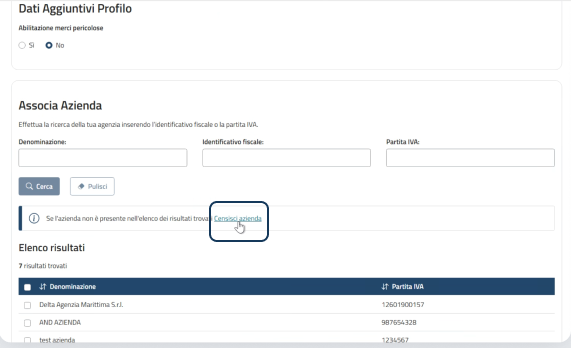 Dati Aggiuntivi Profilo
Abilitazione merci pericolose
Sì No
Associa Azienda
Effettua la ricerca della tua agenzia inserendo l'identificativo fiscale o la partita IVA.
Denominazione: Identificativo fiscale: Partita IVA:
Cerca Pulisci
Se l'azienda non è presente nell'elenco dei risultati trovati Censisci azienda
Elenco risultati
7 risultati trovati
Denominazione Partita IVA
Delta Agenzia Marittima S.r.l. 12601900157
AND AZIENDA 987654328
test azienda 1234567